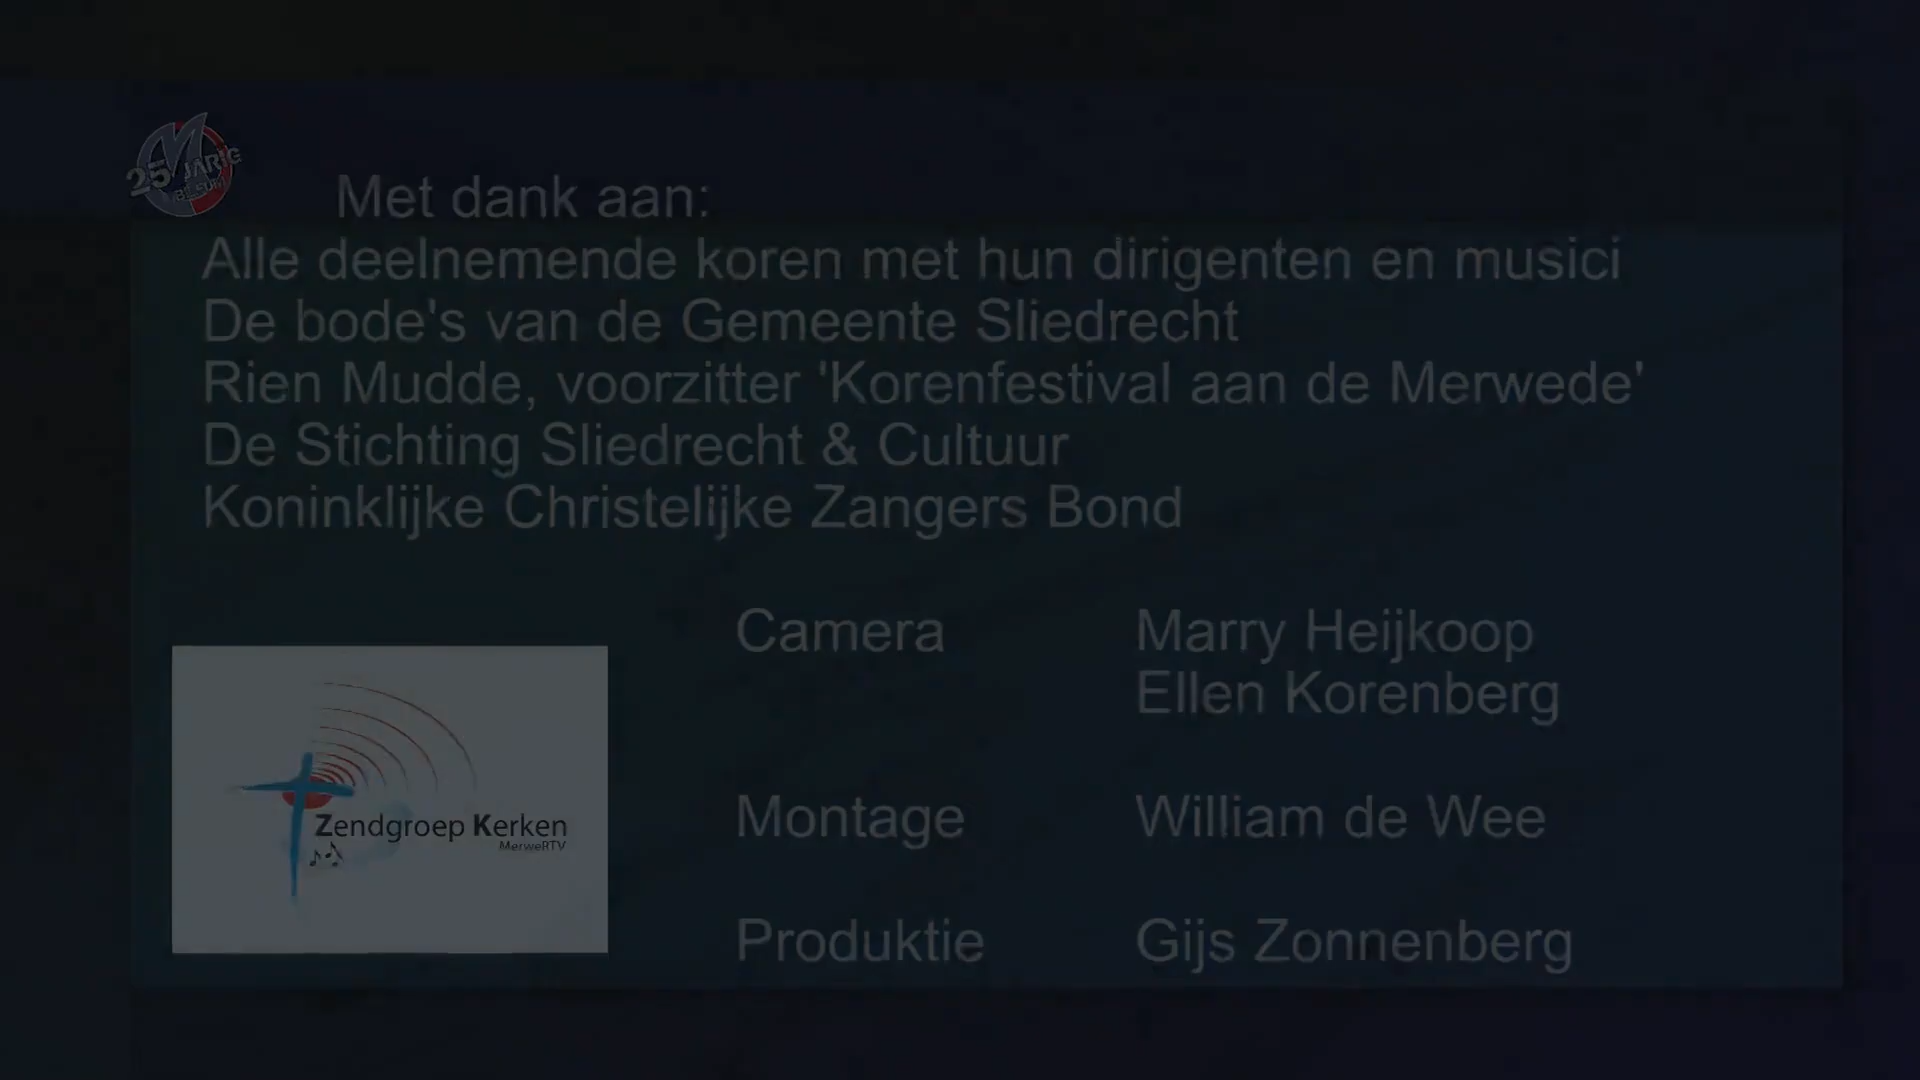 25 JARIG
Met dank aan:
Alle deelnemende koren met hun dirigenten en musici
De bode's van de Gemeente Sliedrecht
Rien Mudde, voorzitter 'Korenfestival aan de Merwede'
De Stichting Sliedrecht & Cultuur
Koninklijke Christelijke Zangers Bond
Camera Marry Heijkoop
Ellen Korenberg
Montage William de Wee
Produktie Gijs Zonnenberg
Zendgroep Kerken
MerweRTV